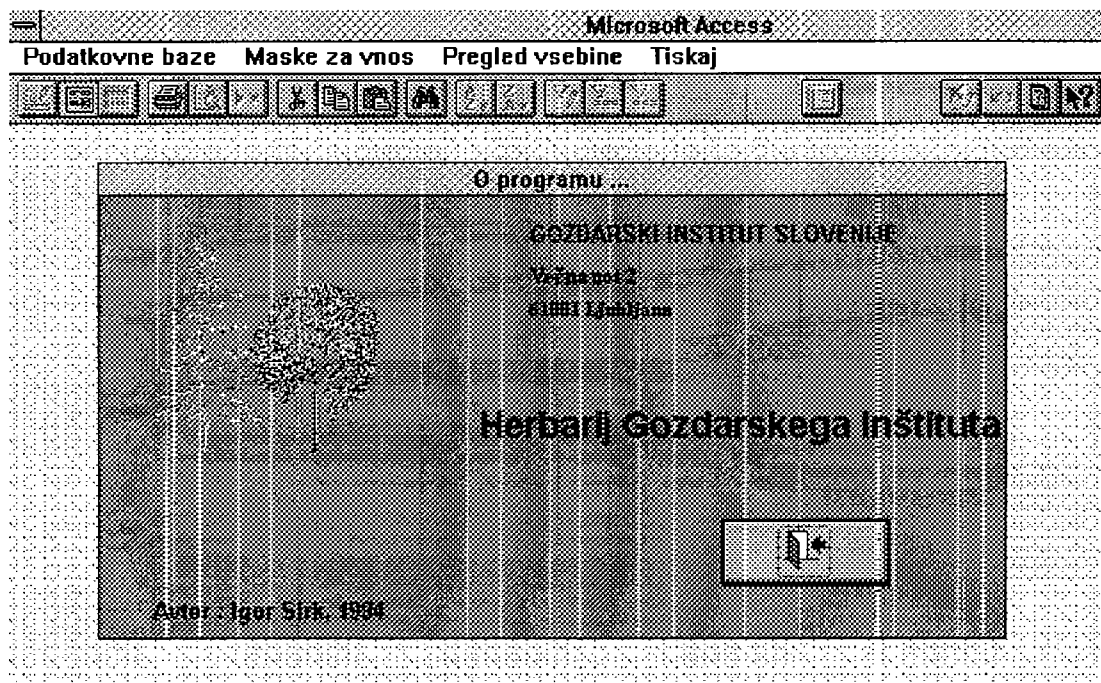 Microsoft Access
Podatkovne baze Maske za vnos Pregled vsebine Tiskaj
O programu ...
GOZDARSKI INSTITUT SLOVENIJE
Večna pot 2
61001 Ljubljana
Herbarij Gozdarskega Inštituta
Avtor : Igor Sirk, 1994